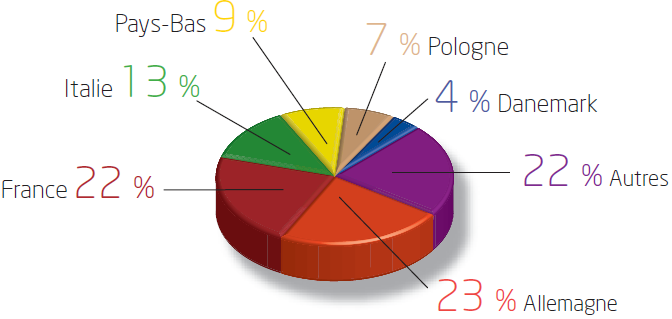 Pays-Bas 9 %
7 % Pologne
Italie 13 %
4 % Danemark
France 22 %
22 % Autres
23 % Allemagne